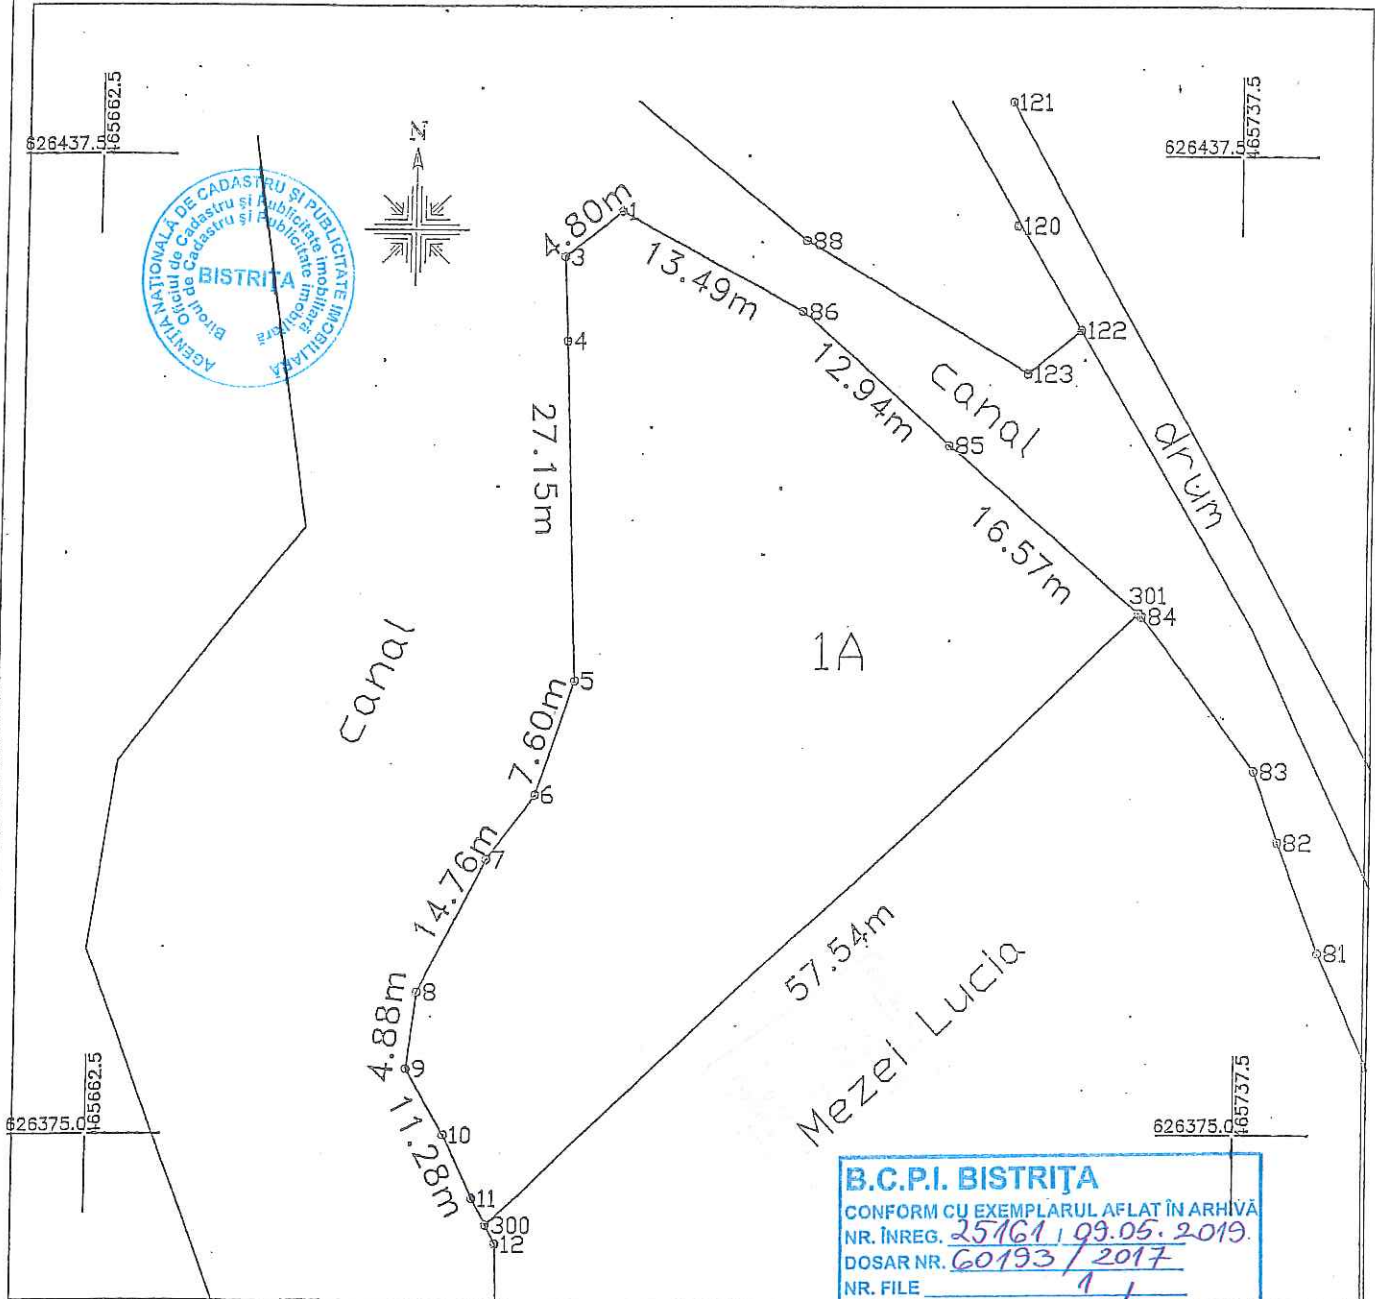 626437.5
465662.5
626437.5
465737.5
121
N
AGENȚIA NAȚIONALĂ DE CADASTRU ȘI PUBLICITATE IMOBILIARĂ
Oficiul de Cadastru și Publicitate imobiliară
Biroul de Cadastru și Publicitate imobiliară
BISTRIȚA
4.80m
1
3
13.49m
88
120
86
4
122
123
12.94m
canal
85
drum
27.15m
16.57m
301
84
1A
canal
5
7.60m
6
83
7
14.76m
82
57.54m
81
8
4.88m
9
Mezei Lucia
626375.0
465662.5
626375.0
465737.5
10
11.28m
11
300
12
B.C.P.I. BISTRIȚA
CONFORM CU EXEMPLARUL AFLAT ÎN ARHIVĂ
NR. ÎNREG. 25161 / 09.05.2019.
DOSAR NR. 60193 / 2017
NR. FILE 1